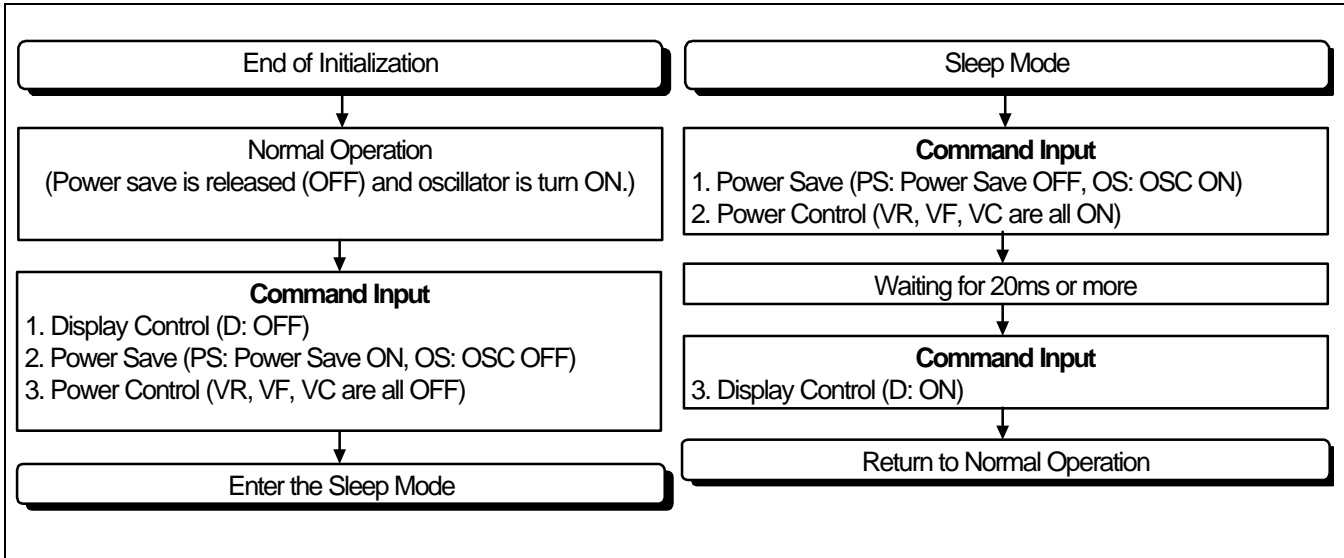 End of Initialization
Normal Operation
(Power save is released (OFF) and oscillator is turn ON.)
Command Input
1. Display Control (D: OFF)
2. Power Save (PS: Power Save ON, OS: OSC OFF)
3. Power Control (VR, VF, VC are all OFF)
Enter the Sleep Mode
Sleep Mode
Command Input
1. Power Save (PS: Power Save OFF, OS: OSC ON)
2. Power Control (VR, VF, VC are all ON)
Waiting for 20ms or more
Command Input
3. Display Control (D: ON)
Return to Normal Operation